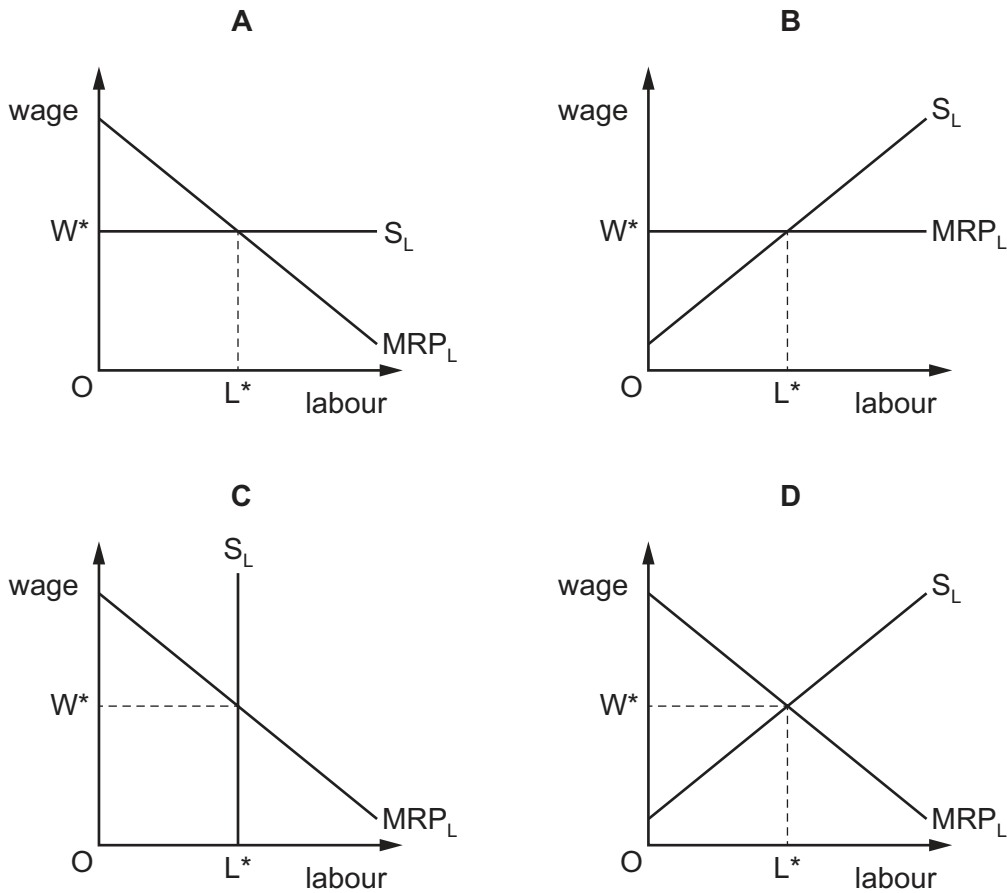 A
wage
W*
S_L
MRP_L
O
L*
labour
B
wage
S_L
W*
MRP_L
O
L*
labour
C
S_L
wage
W*
MRP_L
O
L*
labour
D
wage
S_L
W*
MRP_L
O
L*
labour